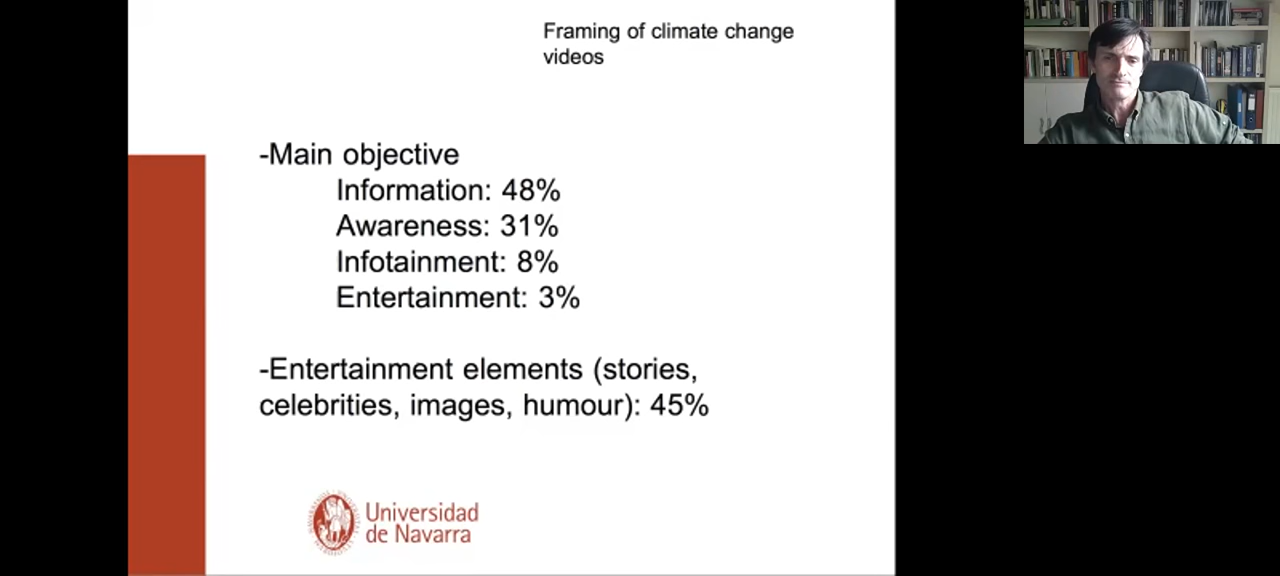 Framing of climate change
videos
-Main objective
Information: 48%
Awareness: 31%
Infotainment: 8%
Entertainment: 3%
-Entertainment elements (stories,
celebrities, images, humour): 45%
Universidad
de Navarra